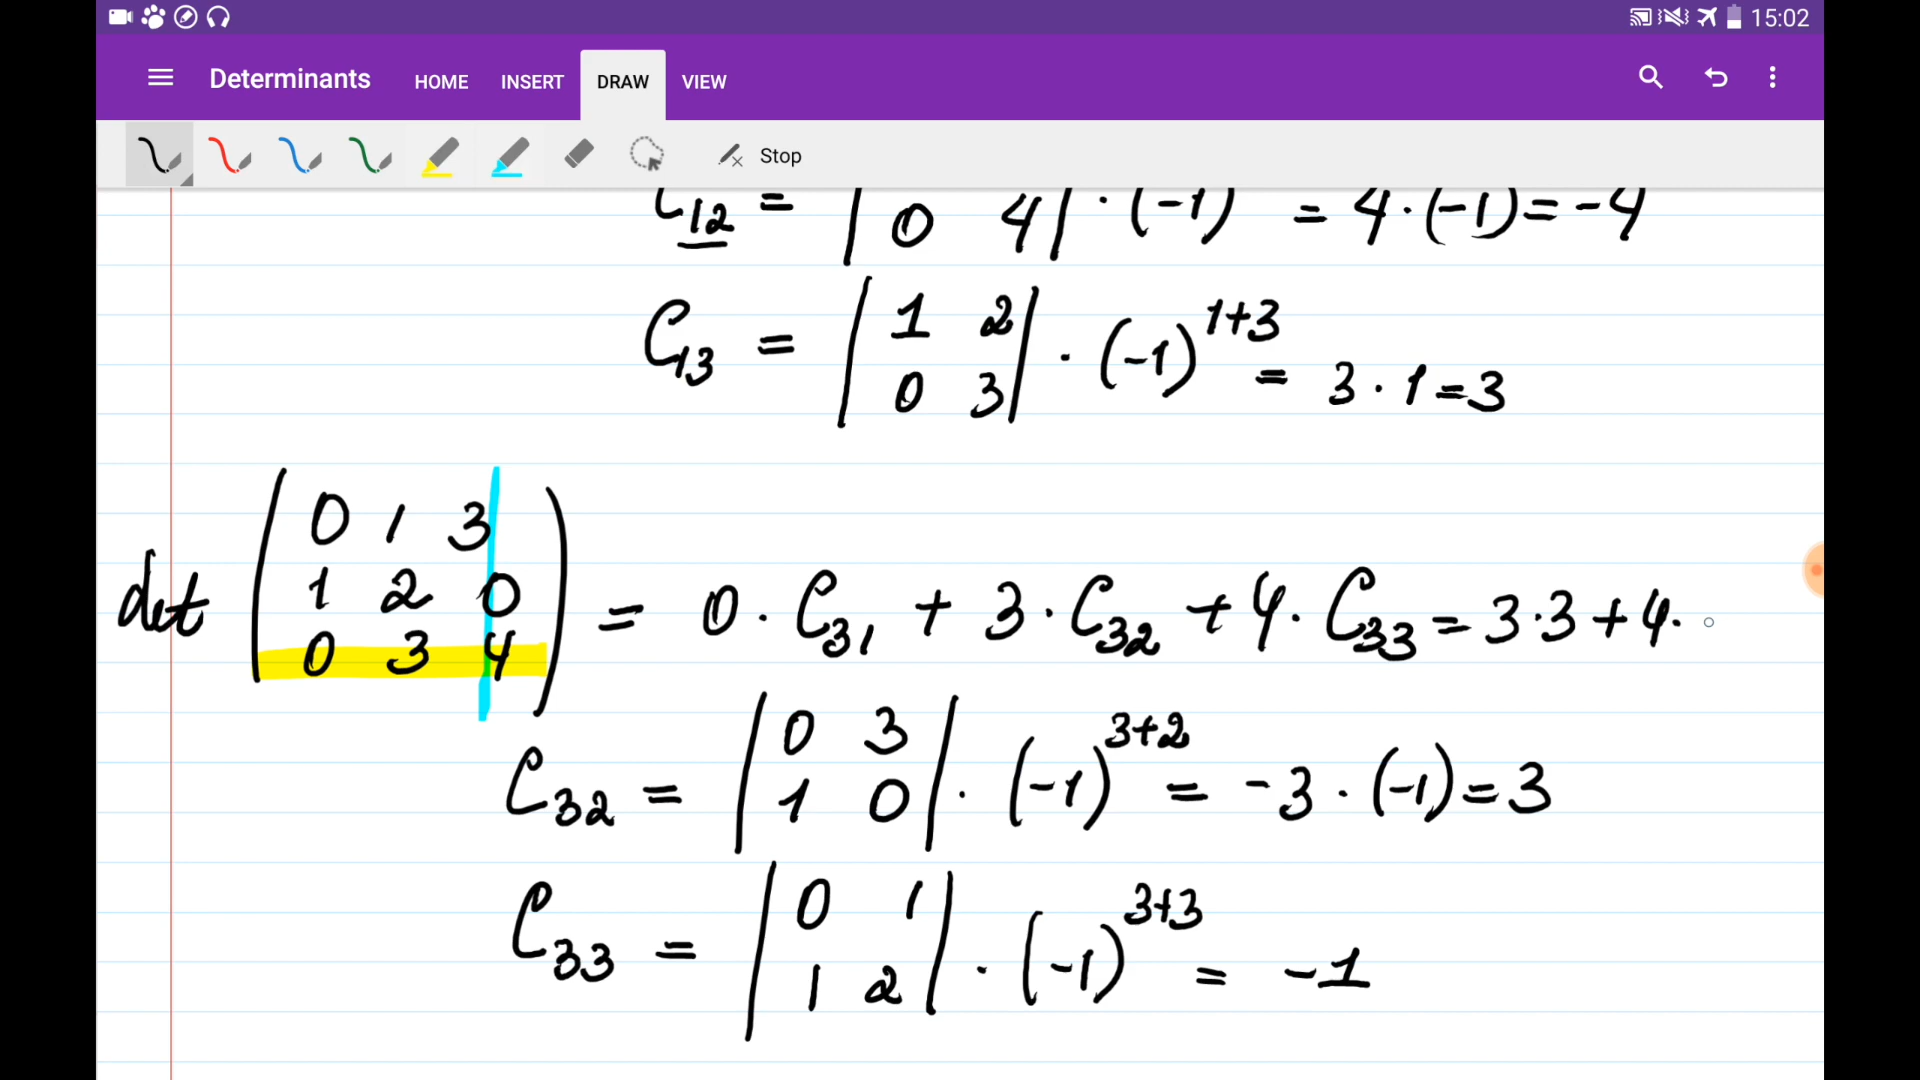 15:02
Determinants HOME INSERT DRAW VIEW
Stop
C₁₂ = | 0 4 | · (-1) = 4 · (-1) = -4
C₁₃ = | 1 2 | · (-1)¹⁺³ = 3 · 1 = 3
0 3
0 1 3
det ( 1 2 0 ) = 0 · C₃₁ + 3 · C₃₂ + 4 · C₃₃ = 3·3 + 4·
0 3 4
C₃₂ = | 0 3 | · (-1)³⁺² = -3 · (-1) = 3
1 0
C₃₃ = | 0 1 | · (-1)³⁺³ = -1
1 2